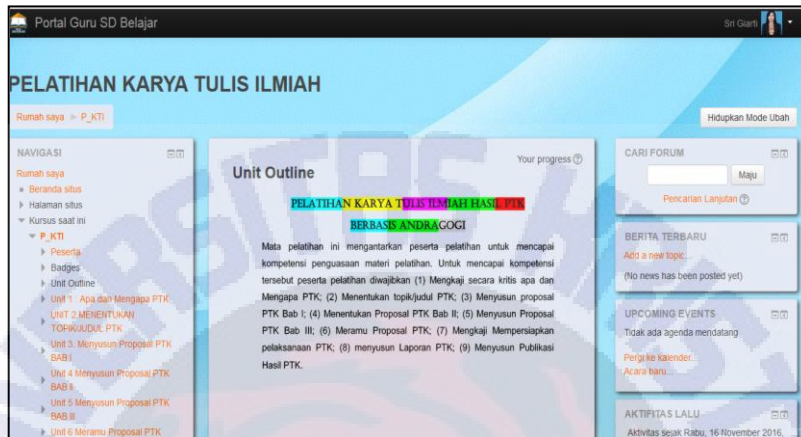 Portal Guru SD Belajar
Sri Giarti
PELATIHAN KARYA TULIS ILMIAH
Rumah saya ► P_KTI
Hidupkan Mode Ubah
NAVIGASI
Rumah saya
Beranda situs
Halaman situs
Kursus saat ini
P_KTI
Peserta
Badges
Unit Outline
Unit 1 : Apa dan Mengapa PTK
UNIT 2 MENENTUKAN
TOPIK/JUDUL PTK
Unit 3. Menyusun Proposal PTK
BAB I
Unit 4 Menyusun Proposal PTK
BAB II
Unit 5 Menyusun Proposal PTK
BAB III
Unit 6 Meramu Proposal PTK
Your progress
Unit Outline
PELATIHAN KARYA TULIS ILMIAH HASIL PTK
BERBASIS ANDRAGOGI
Mata pelatihan ini mengantarkan peserta pelatihan untuk mencapai
kompetensi penguasaan materi pelatihan. Untuk mencapai kompetensi
tersebut peserta pelatihan diwajibkan (1) Mengkaji secara kritis apa dan
Mengapa PTK; (2) Menentukan topik/judul PTK; (3) Menyusun proposal
PTK Bab I; (4) Menentukan Proposal PTK Bab II; (5) Menyusun Proposal
PTK Bab III; (6) Meramu Proposal PTK; (7) Mengkaji Mempersiapkan
pelaksanaan PTK; (8) menyusun Laporan PTK; (9) Menyusun Publikasi
Hasil PTK.
CARI FORUM
Maju
Pencarian Lanjutan
BERITA TERBARU
Add a new topic...
(No news has been posted yet)
UPCOMING EVENTS
Tidak ada agenda mendatang
Pergi ke kalender...
Acara baru...
AKTIFITAS LALU
Aktivitas sejak Rabu, 16 November 2016,